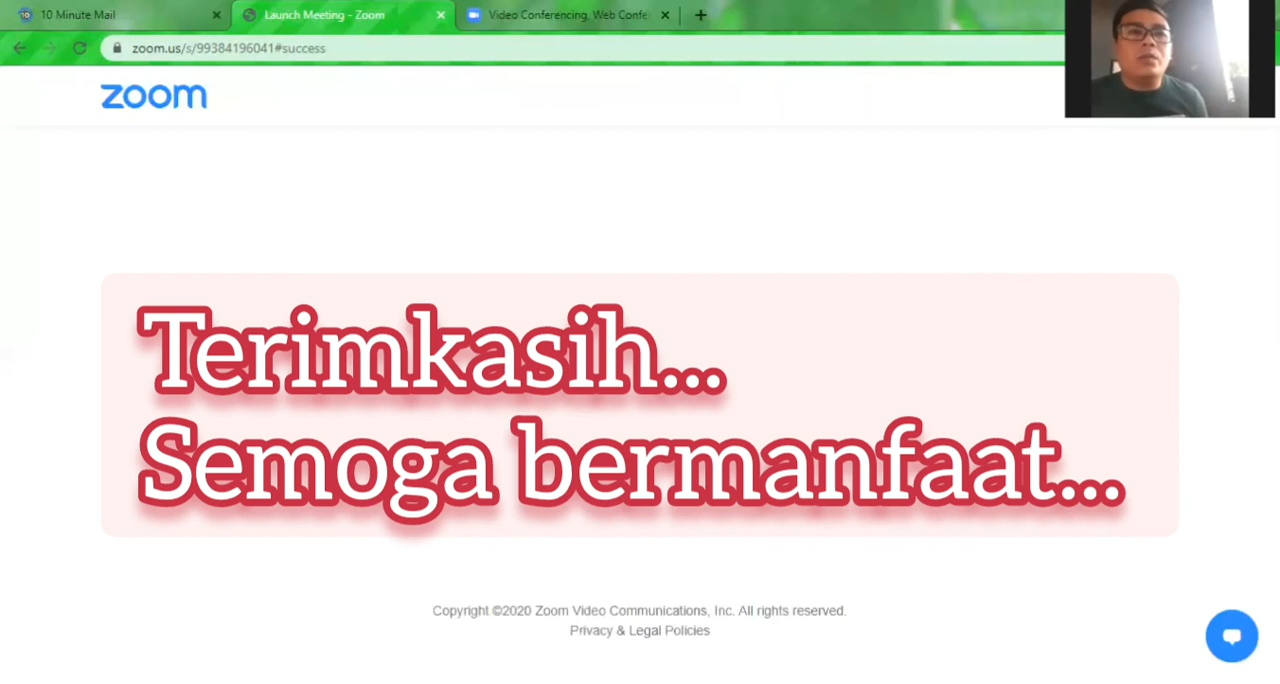 10 Minute Mail
Launch Meeting - Zoom
Video Conferencing, Web Confe
zoom.us/s/99384196041#success
zoom
Terimkasih...
Semoga bermanfaat...
Copyright ©2020 Zoom Video Communications, Inc. All rights reserved.
Privacy & Legal Policies